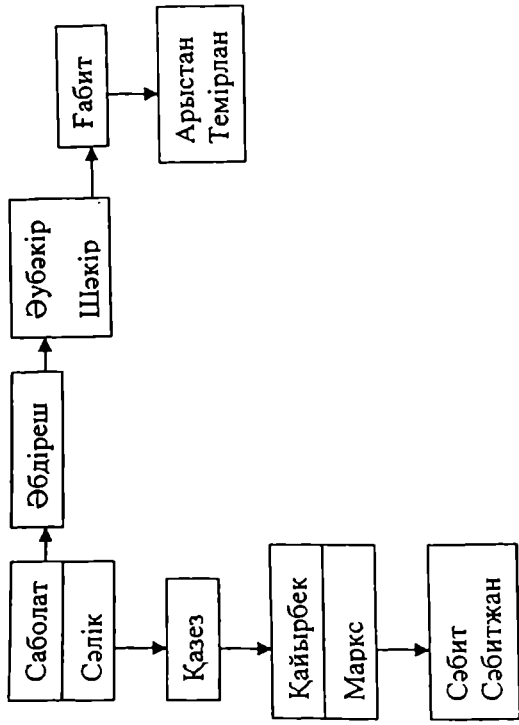 Саболат
Сәлік
Әбдіреш
Әубәкір
Шәкір
Ғабит
Арыстан
Темірлан
Қазез
Қайырбек
Маркс
Сәбит
Сәбитжан